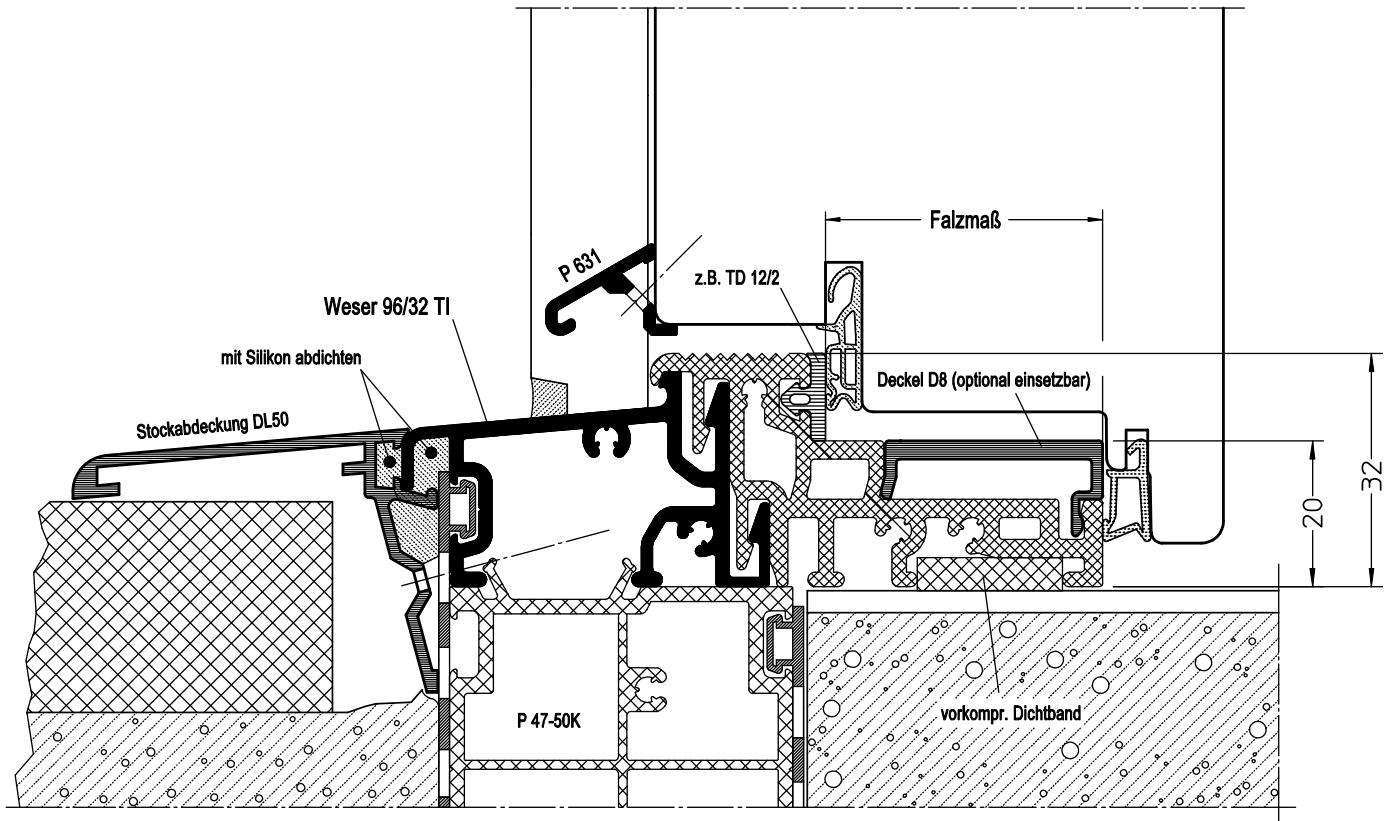 Falzmaß
P 631
z.B. TD 12/2
Weser 96/32 TI
mit Silikon abdichten
Deckel D8 (optional einsetzbar)
Stockabdeckung DL50
32
20
P 47-50K
vorkompr. Dichtband